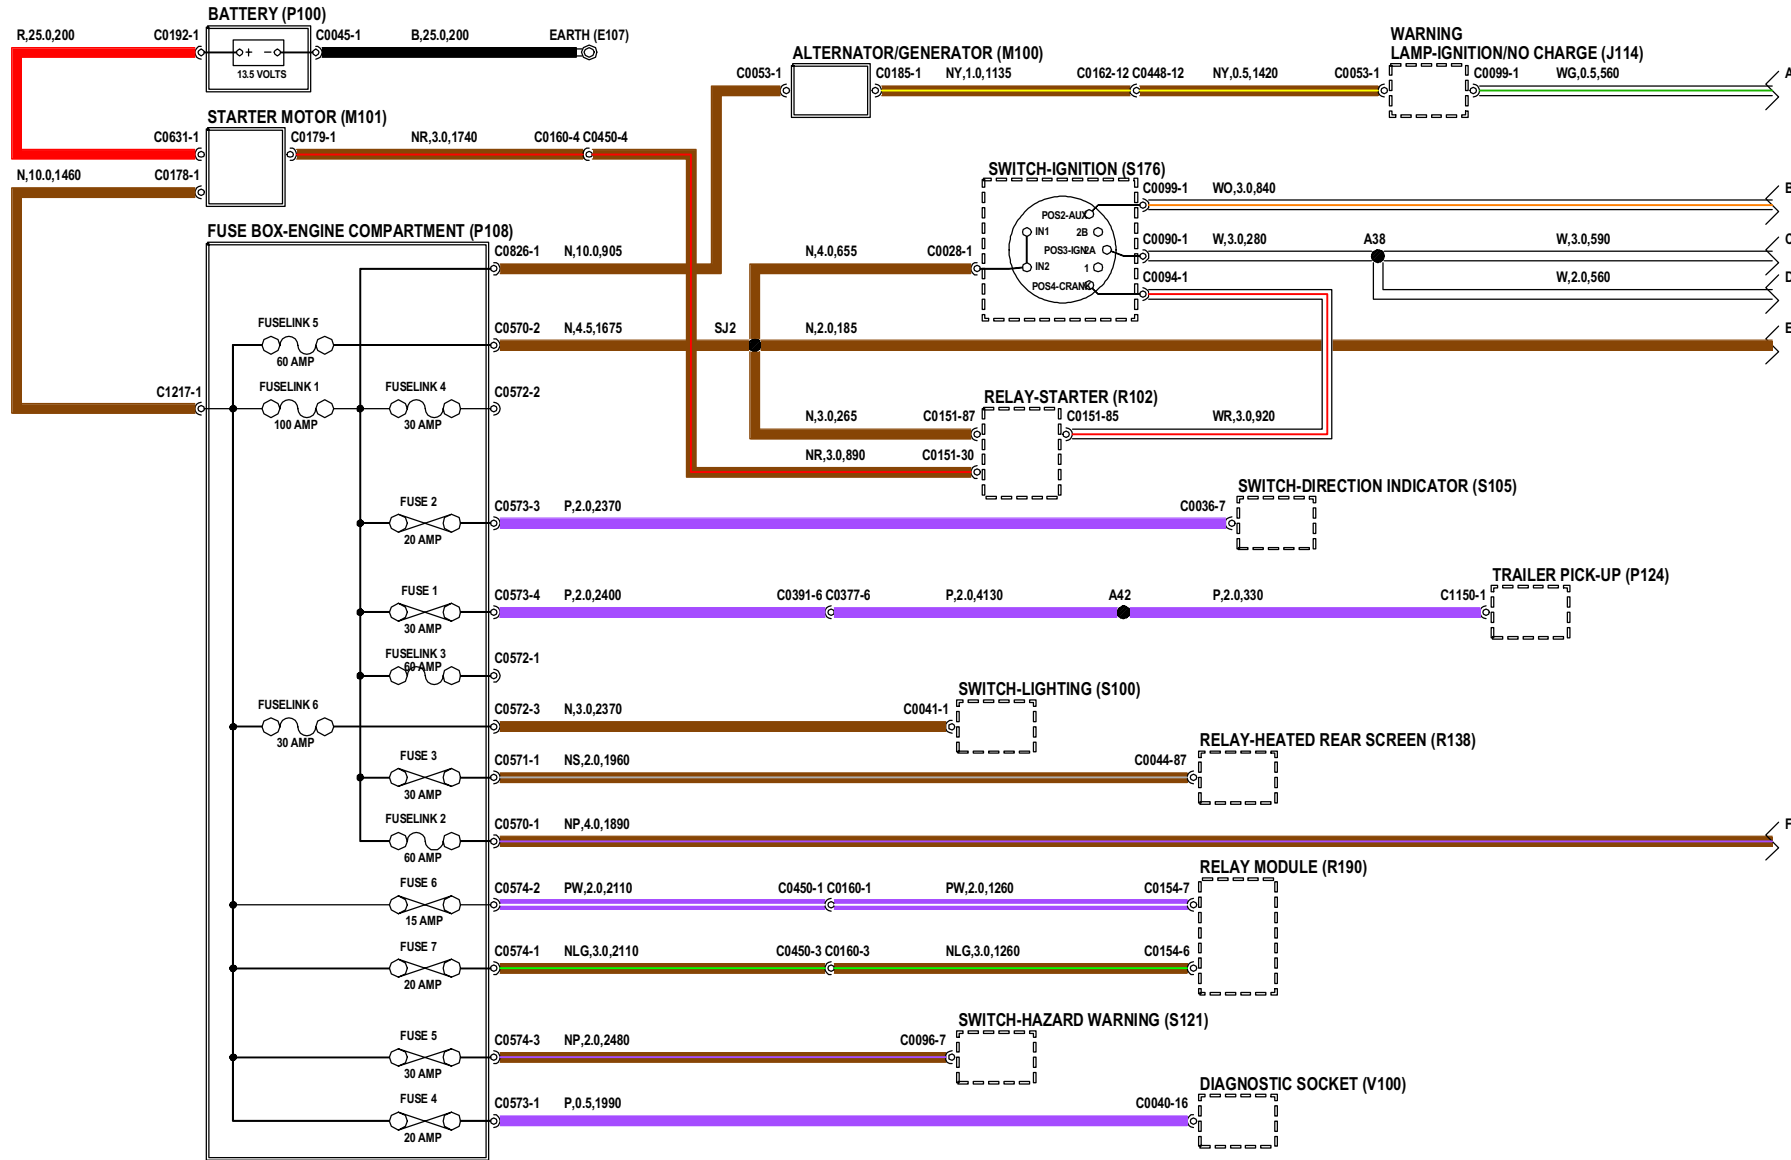 BATTERY (P100)
R,25.0,200 C0192-1 C0045-1 B,25.0,200 EARTH (E107)
+ -
13.5 VOLTS
STARTER MOTOR (M101)
C0631-1 C0179-1 NR,3.0,1740 C0160-4 C0450-4
N,10.0,1460 C0178-1
ALTERNATOR/GENERATOR (M100)
C0053-1 C0185-1 NY,1.0,1135 C0162-12 C0448-12 NY,0.5,1420 C0053-1
WARNING
LAMP-IGNITION/NO CHARGE (J114)
C0099-1 WG,0.5,560 A
SWITCH-IGNITION (S176)
C0099-1 WO,3.0,840 B
POS2-AUX
IN1 2B
POS3-IGN 2A
IN2 1
POS4-CRANK
C0090-1 W,3.0,280 A38 W,3.0,590 C
C0094-1 W,2.0,560 D
FUSE BOX-ENGINE COMPARTMENT (P108)
C0826-1 N,10.0,905 N,4.0,655 C0028-1
FUSELINK 5
60 AMP
C0570-2 N,4.5,1675 SJ2 N,2.0,185 E
C1217-1
FUSELINK 1
100 AMP
FUSELINK 4
30 AMP
C0572-2
RELAY-STARTER (R102)
N,3.0,265 C0151-87 C0151-85 WR,3.0,920
NR,3.0,890 C0151-30
SWITCH-DIRECTION INDICATOR (S105)
FUSE 2
20 AMP
C0573-3 P,2.0,2370 C0036-7
TRAILER PICK-UP (P124)
FUSE 1
30 AMP
C0573-4 P,2.0,2400 C0391-6 C0377-6 P,2.0,4130 A42 P,2.0,330 C1150-1
FUSELINK 3
60 AMP
C0572-1
SWITCH-LIGHTING (S100)
FUSELINK 6
30 AMP
C0572-3 N,3.0,2370 C0041-1
RELAY-HEATED REAR SCREEN (R138)
FUSE 3
30 AMP
C0571-1 NS,2.0,1960 C0044-87
FUSELINK 2
60 AMP
C0570-1 NP,4.0,1890 F
RELAY MODULE (R190)
FUSE 6
15 AMP
C0574-2 PW,2.0,2110 C0450-1 C0160-1 PW,2.0,1260 C0154-7
FUSE 7
20 AMP
C0574-1 NLG,3.0,2110 C0450-3 C0160-3 NLG,3.0,1260 C0154-6
SWITCH-HAZARD WARNING (S121)
FUSE 5
30 AMP
C0574-3 NP,2.0,2480 C0096-7
DIAGNOSTIC SOCKET (V100)
FUSE 4
20 AMP
C0573-1 P,0.5,1990 C0040-16